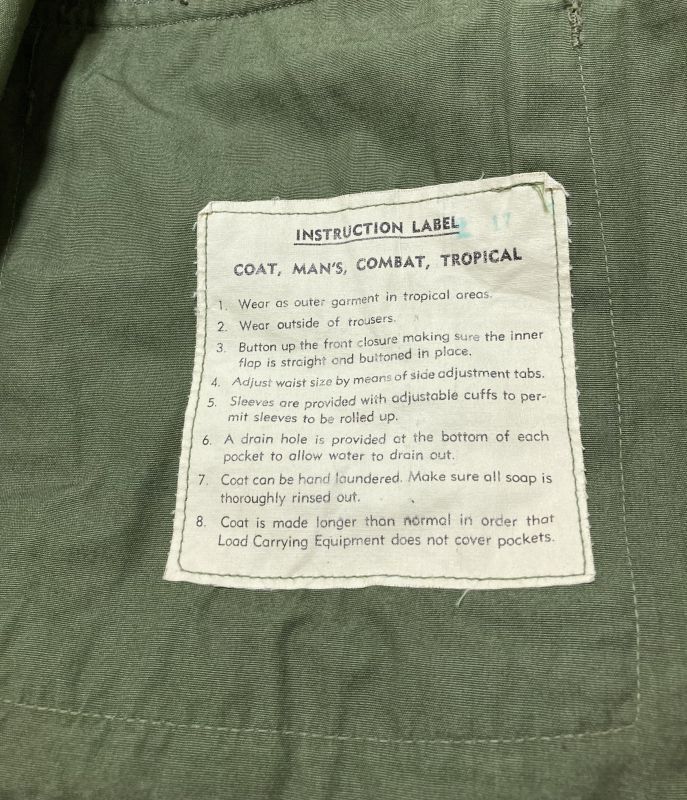 INSTRUCTION LABEL
COAT, MAN'S, COMBAT, TROPICAL
1. Wear as outer garment in tropical areas.
2. Wear outside of trousers.
3. Button up the front closure making sure the inner
flap is straight and buttoned in place.
4. Adjust waist size by means of side adjustment tabs.
5. Sleeves are provided with adjustable cuffs to per-
mit sleeves to be rolled up.
6. A drain hole is provided at the bottom of each
pocket to allow water to drain out.
7. Coat can be hand laundered. Make sure all soap is
thoroughly rinsed out.
8. Coat is made longer than normal in order that
Load Carrying Equipment does not cover pockets.